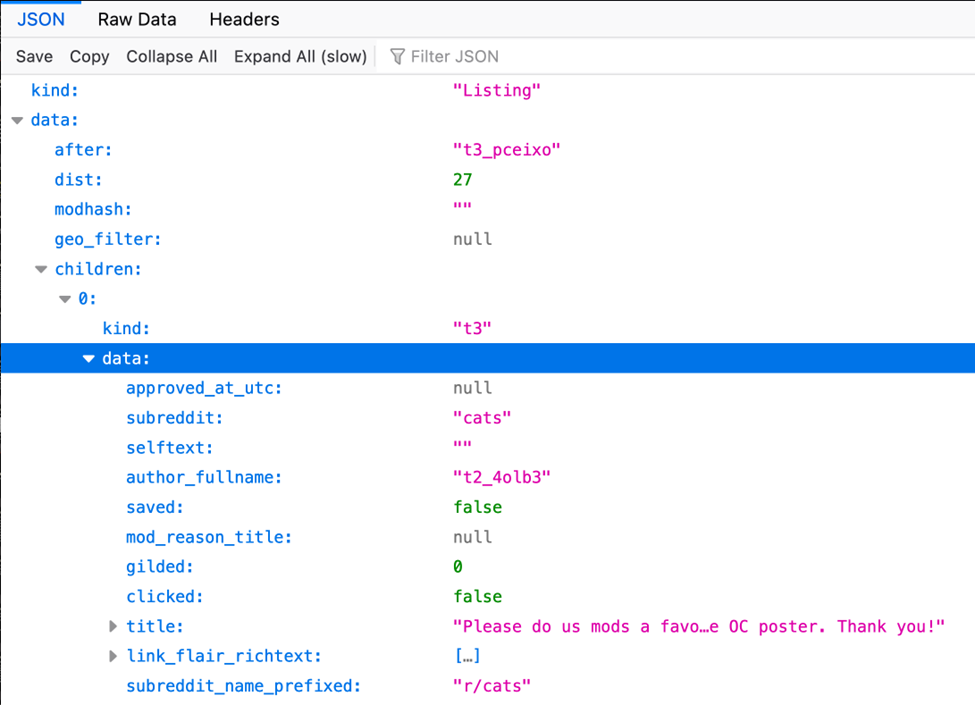 JSON Raw Data Headers
Save Copy Collapse All Expand All (slow) Filter JSON
kind: "Listing"
data:
after: "t3_pceixo"
dist: 27
modhash: ""
geo_filter: null
children:
0:
kind: "t3"
data:
approved_at_utc: null
subreddit: "cats"
selftext: ""
author_fullname: "t2_4olb3"
saved: false
mod_reason_title: null
gilded: 0
clicked: false
title: "Please do us mods a favo…e OC poster. Thank you!"
link_flair_richtext: […]
subreddit_name_prefixed: "r/cats"